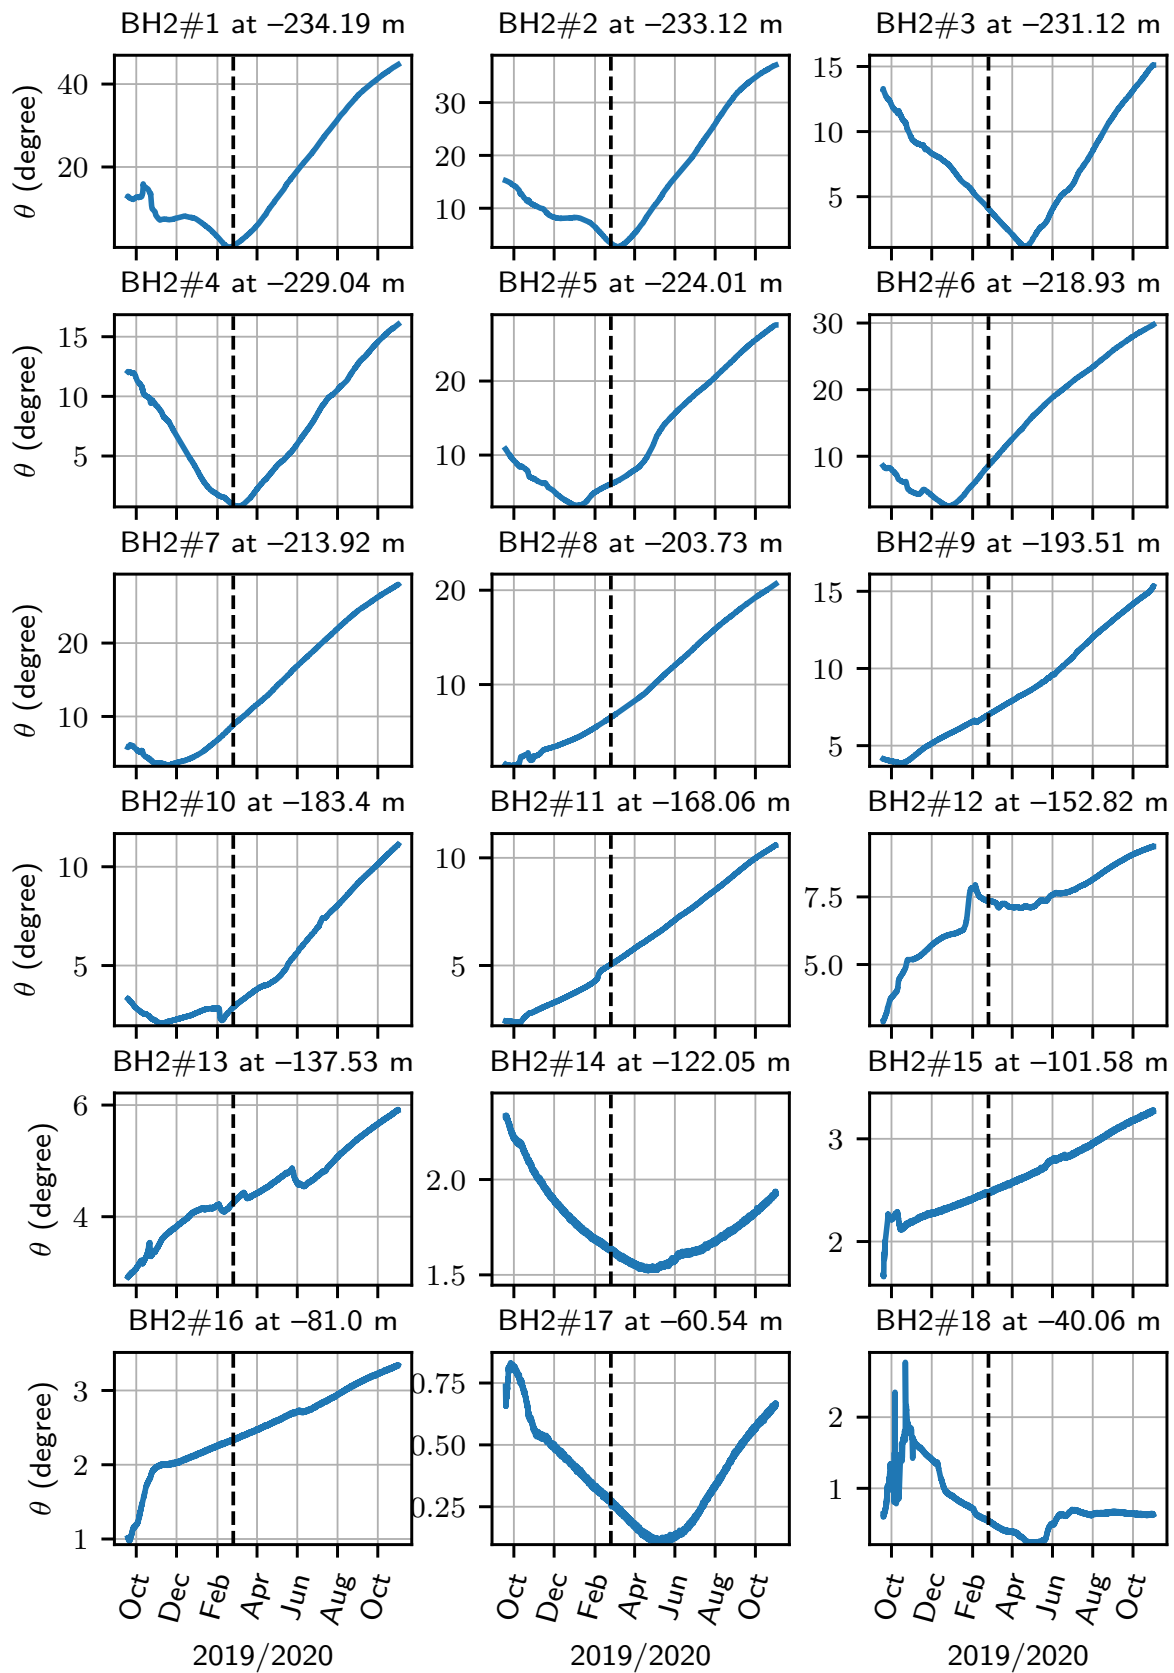 BH2#1 at –234.19 m BH2#2 at –233.12 m BH2#3 at –231.12 m
θ (degree) 40 20
30 20 10
15 10 5
BH2#4 at –229.04 m BH2#5 at –224.01 m BH2#6 at –218.93 m
θ (degree) 15 10 5
20 10
30 20 10
BH2#7 at –213.92 m BH2#8 at –203.73 m BH2#9 at –193.51 m
θ (degree) 20 10
20 10
15 10 5
BH2#10 at –183.4 m BH2#11 at –168.06 m BH2#12 at –152.82 m
θ (degree) 10 5
10 5
7.5 5.0
BH2#13 at –137.53 m BH2#14 at –122.05 m BH2#15 at –101.58 m
θ (degree) 6 4
2.0 1.5
3 2
BH2#16 at –81.0 m BH2#17 at –60.54 m BH2#18 at –40.06 m
θ (degree) 3 2 1
0.75 0.50 0.25
2 1
Oct Dec Feb Apr Jun Aug Oct Oct Dec Feb Apr Jun Aug Oct Oct Dec Feb Apr Jun Aug Oct
2019/2020 2019/2020 2019/2020